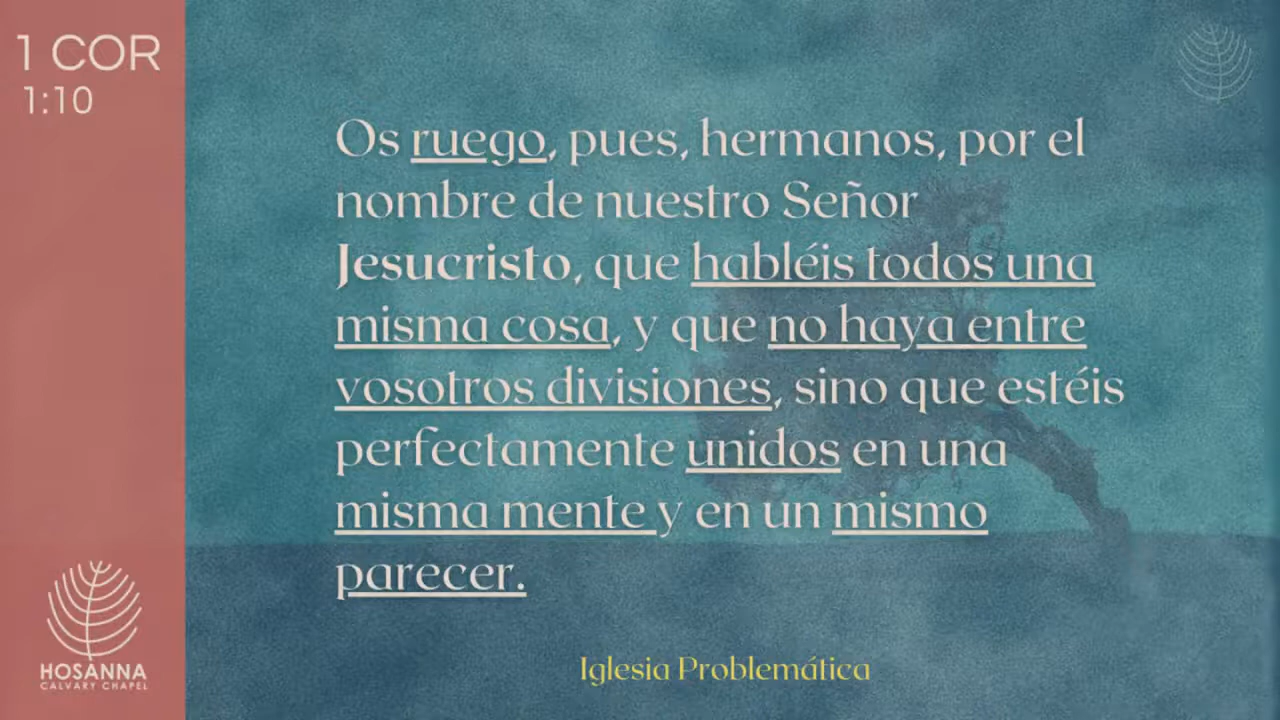 1 COR
1:10
Os ruego, pues, hermanos, por el
nombre de nuestro Señor
Jesucristo, que habléis todos una
misma cosa, y que no haya entre
vosotros divisiones, sino que estéis
perfectamente unidos en una
misma mente y en un mismo
parecer.
HOSANNA
CALVARY CHAPEL
Iglesia Problemática